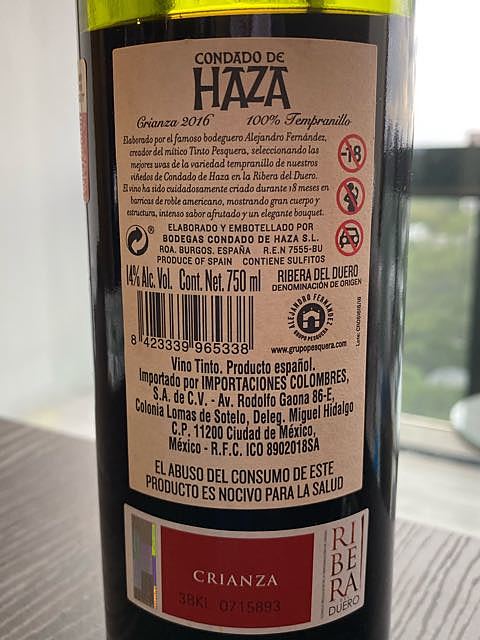 CONDADO DE
HAZA
Crianza 2016 100% Tempranillo
Elaborado por el famoso bodeguero Alejandro Fernández,
creador del mítico Tinto Pesquera, seleccionando las
mejores uvas de la variedad tempranillo de nuestros
viñedos de Condado de Haza en la Ribera del Duero.
El vino ha sido cuidadosamente criado durante 18 meses en
barricas de roble americano, mostrando gran cuerpo y
estructura, intenso sabor afrutado y un elegante bouquet.
-18
ELABORADO Y EMBOTELLADO POR
BODEGAS CONDADO DE HAZA S.L.
ROA. BURGOS. ESPAÑA R.E.N 7555-BU
PRODUCE OF SPAIN CONTIENE SULFITOS
14% Alc. Vol. Cont. Net. 750 ml
RIBERA DEL DUERO
DENOMINACIÓN DE ORIGEN
ALEJANDRO FERNÁNDEZ
GRUPO PESQUERA
www.grupopesquera.com
8 423339 965338
Vino Tinto. Producto español.
Importado por IMPORTACIONES COLOMBRES,
S.A. de C.V. - Av. Rodolfo Gaona 86-E,
Colonia Lomas de Sotelo, Deleg. Miguel Hidalgo
C.P. 11200 Ciudad de México,
México - R.F.C. ICO 8902018SA
EL ABUSO DEL CONSUMO DE ESTE
PRODUCTO ES NOCIVO PARA LA SALUD
CRIANZA
3BKL 0715893
RIBERA
DEL
DUERO